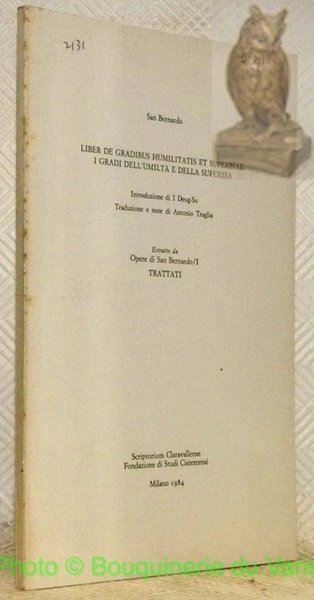 2131
San Bernardo
LIBER DE GRADIBUS HUMILITATIS ET SUPERBIAE
I GRADI DELL'UMILTÀ E DELLA SUPERBIA
Introduzione di I Deug-Su
Traduzione e note di Antonio Traglia
Estratto da
Opere di San Bernardo/I
TRATTATI
Scriptorium Claravallense
Fondazione di Studi Cistercensi
Milano 1984
Photo © Bouquinerie du Varis